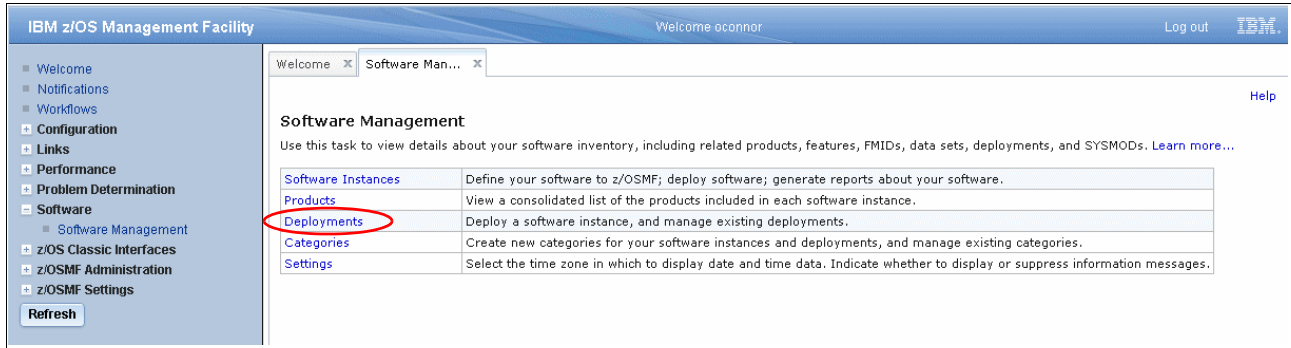 IBM z/OS Management Facility
Welcome oconnor
Log out
IBM.
Welcome
Notifications
Workflows
Configuration
Links
Performance
Problem Determination
Software
Software Management
z/OS Classic Interfaces
z/OSMF Administration
z/OSMF Settings
Refresh
Welcome X Software Man... X
Help
Software Management
Use this task to view details about your software inventory, including related products, features, FMIDs, data sets, deployments, and SYSMODs. Learn more...
Software Instances Define your software to z/OSMF; deploy software; generate reports about your software.
Products View a consolidated list of the products included in each software instance.
Deployments Deploy a software instance, and manage existing deployments.
Categories Create new categories for your software instances and deployments, and manage existing categories.
Settings Select the time zone in which to display date and time data. Indicate whether to display or suppress information messages.